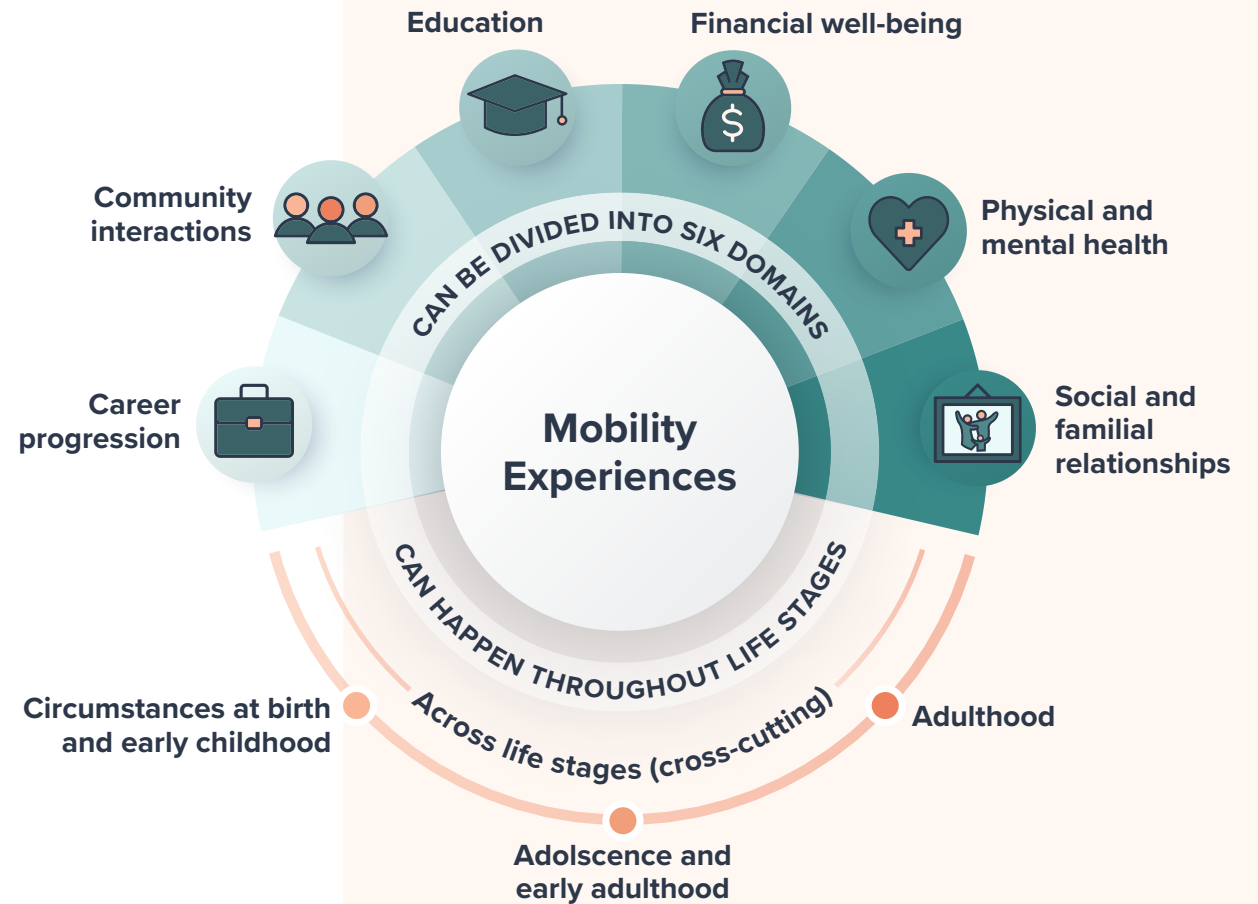 Education
Financial well-being
Community
interactions
Physical and
mental health
CAN BE DIVIDED INTO SIX DOMAINS
Career
progression
Mobility
Experiences
Social and
familial
relationships
CAN HAPPEN THROUGHOUT LIFE STAGES
Across life stages (cross-cutting)
Circumstances at birth
and early childhood
Adulthood
Adolscence and
early adulthood
$